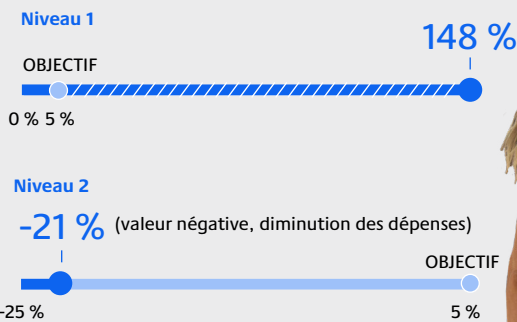 Niveau 1
148 %
OBJECTIF
0 % 5 %
Niveau 2
-21 % (valeur négative, diminution des dépenses)
OBJECTIF
-25 % 5 %